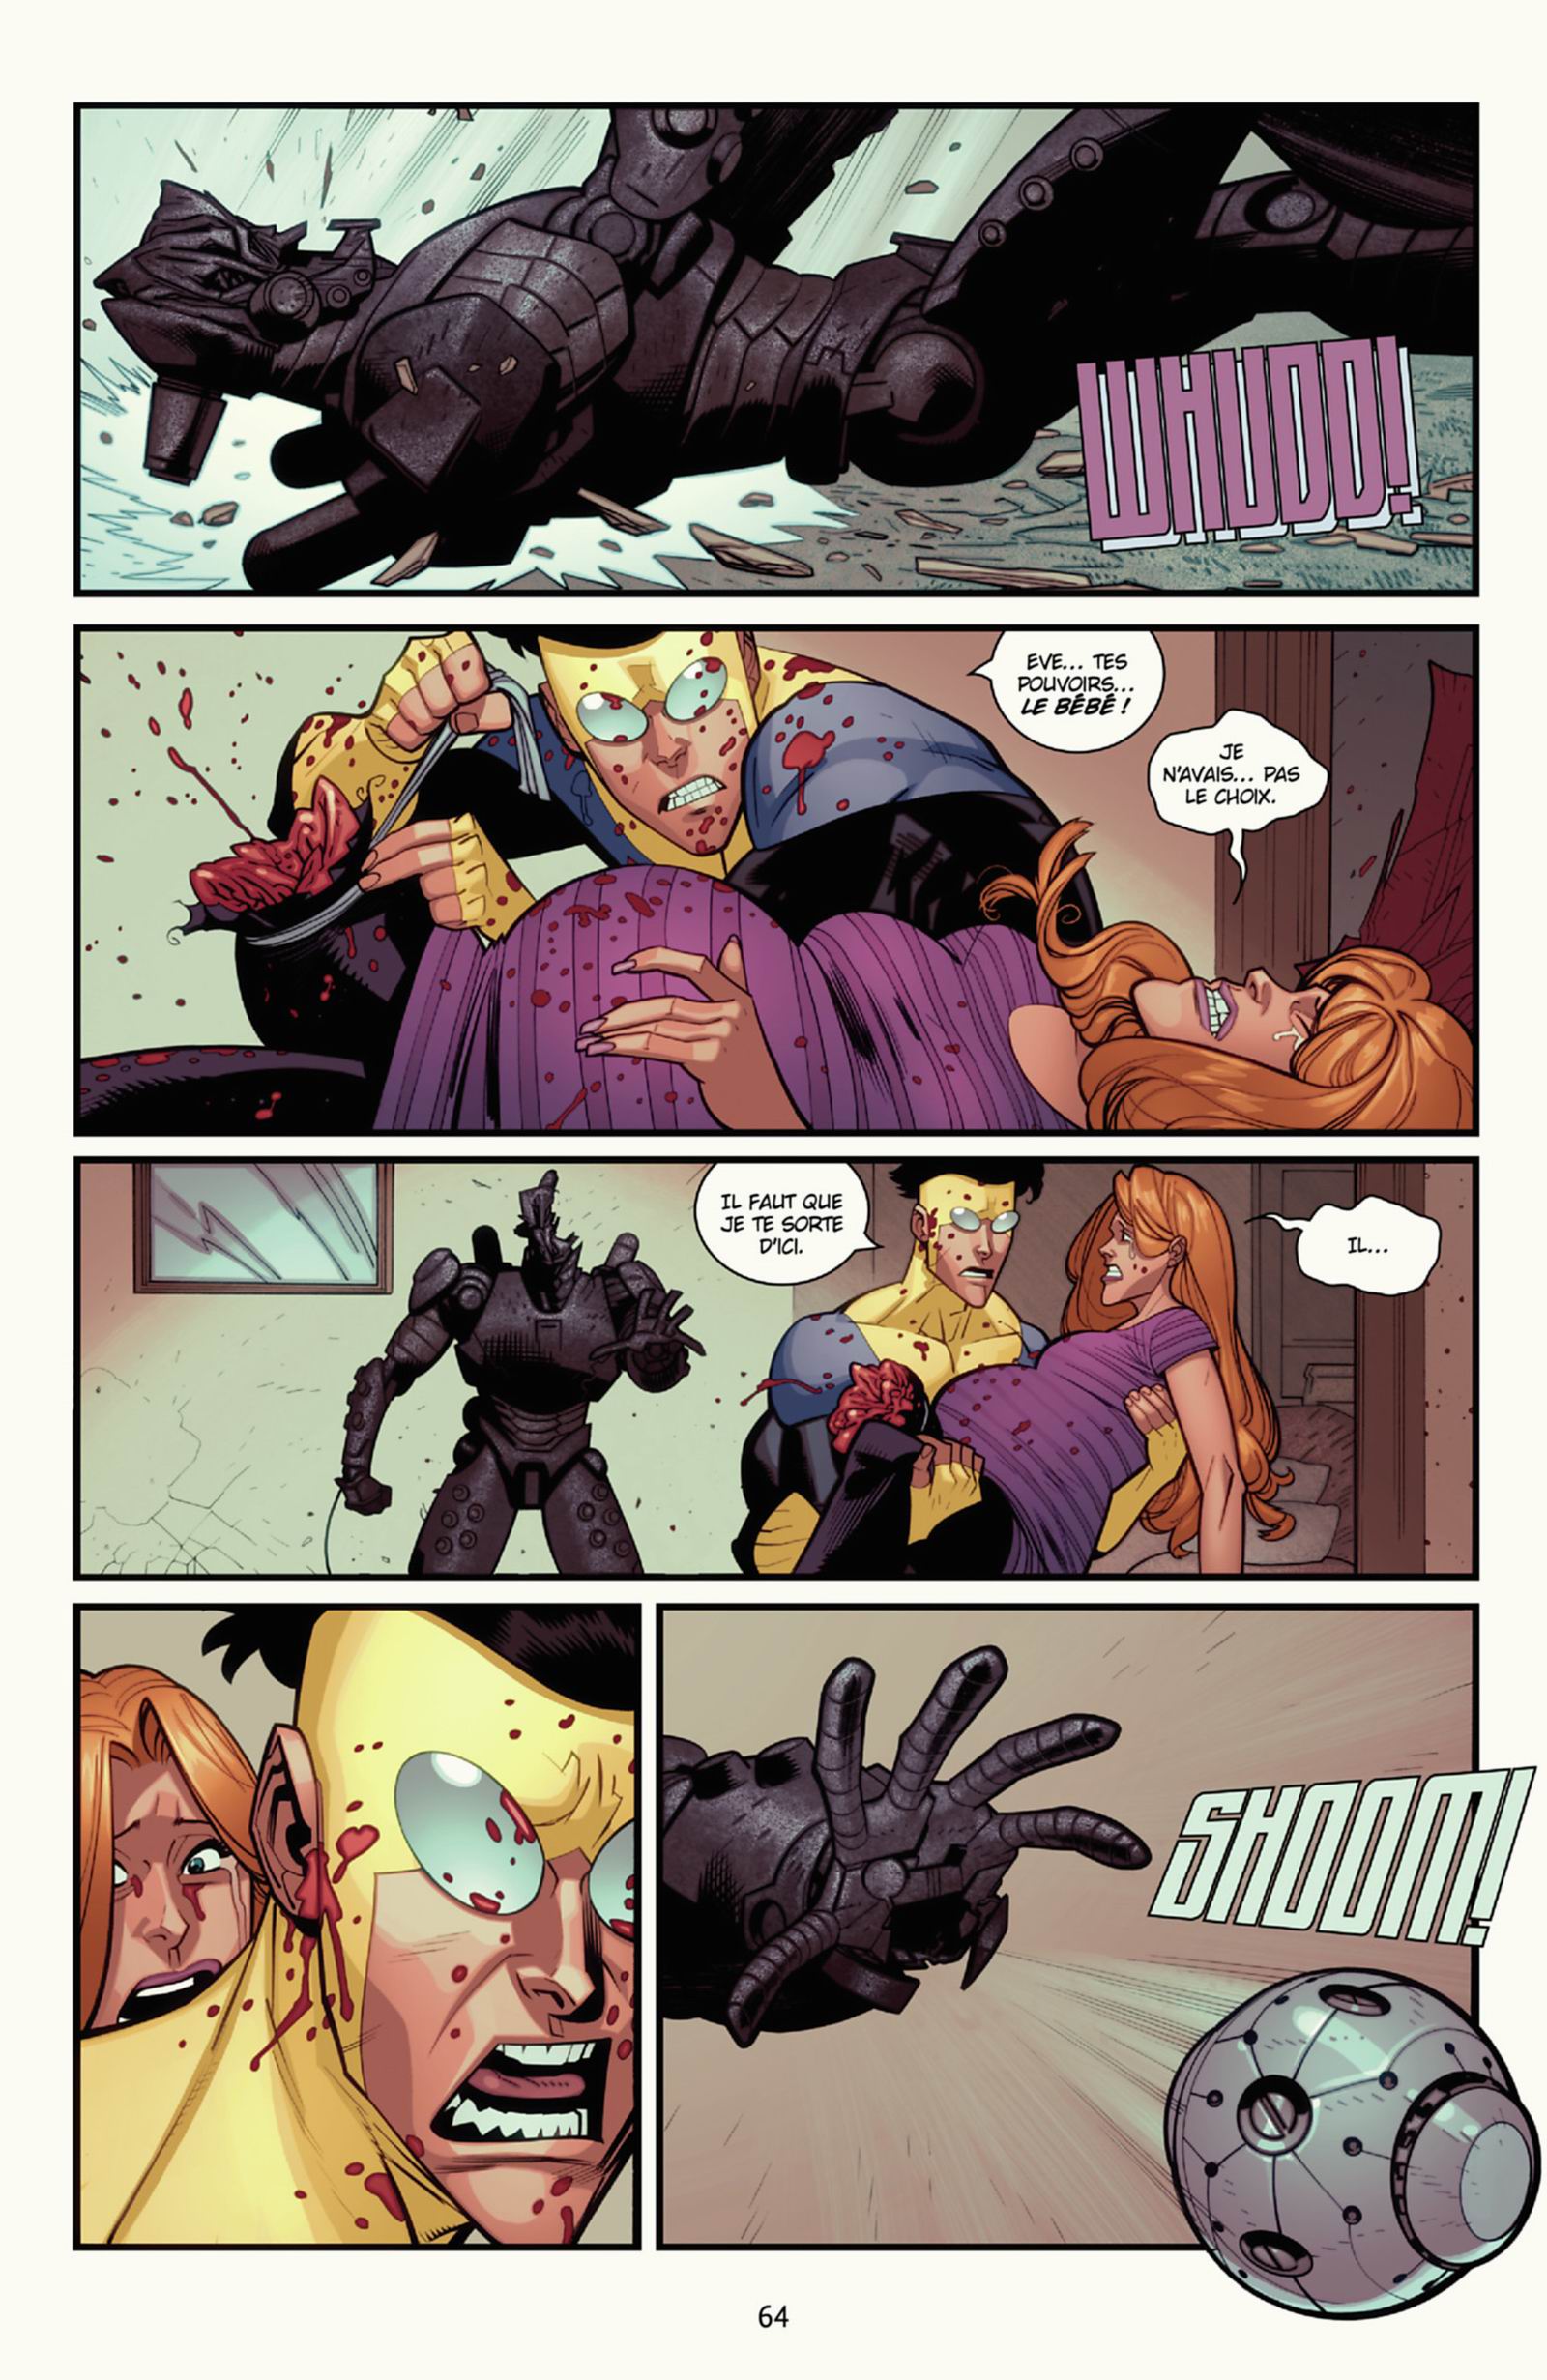 WHUDD!
EVE... TES
POUVOIRS...
LE BÉBÉ !
JE
N'AVAIS... PAS
LE CHOIX.
IL FAUT QUE
JE TE SORTE
D'ICI.
IL...
SHOOM!
64